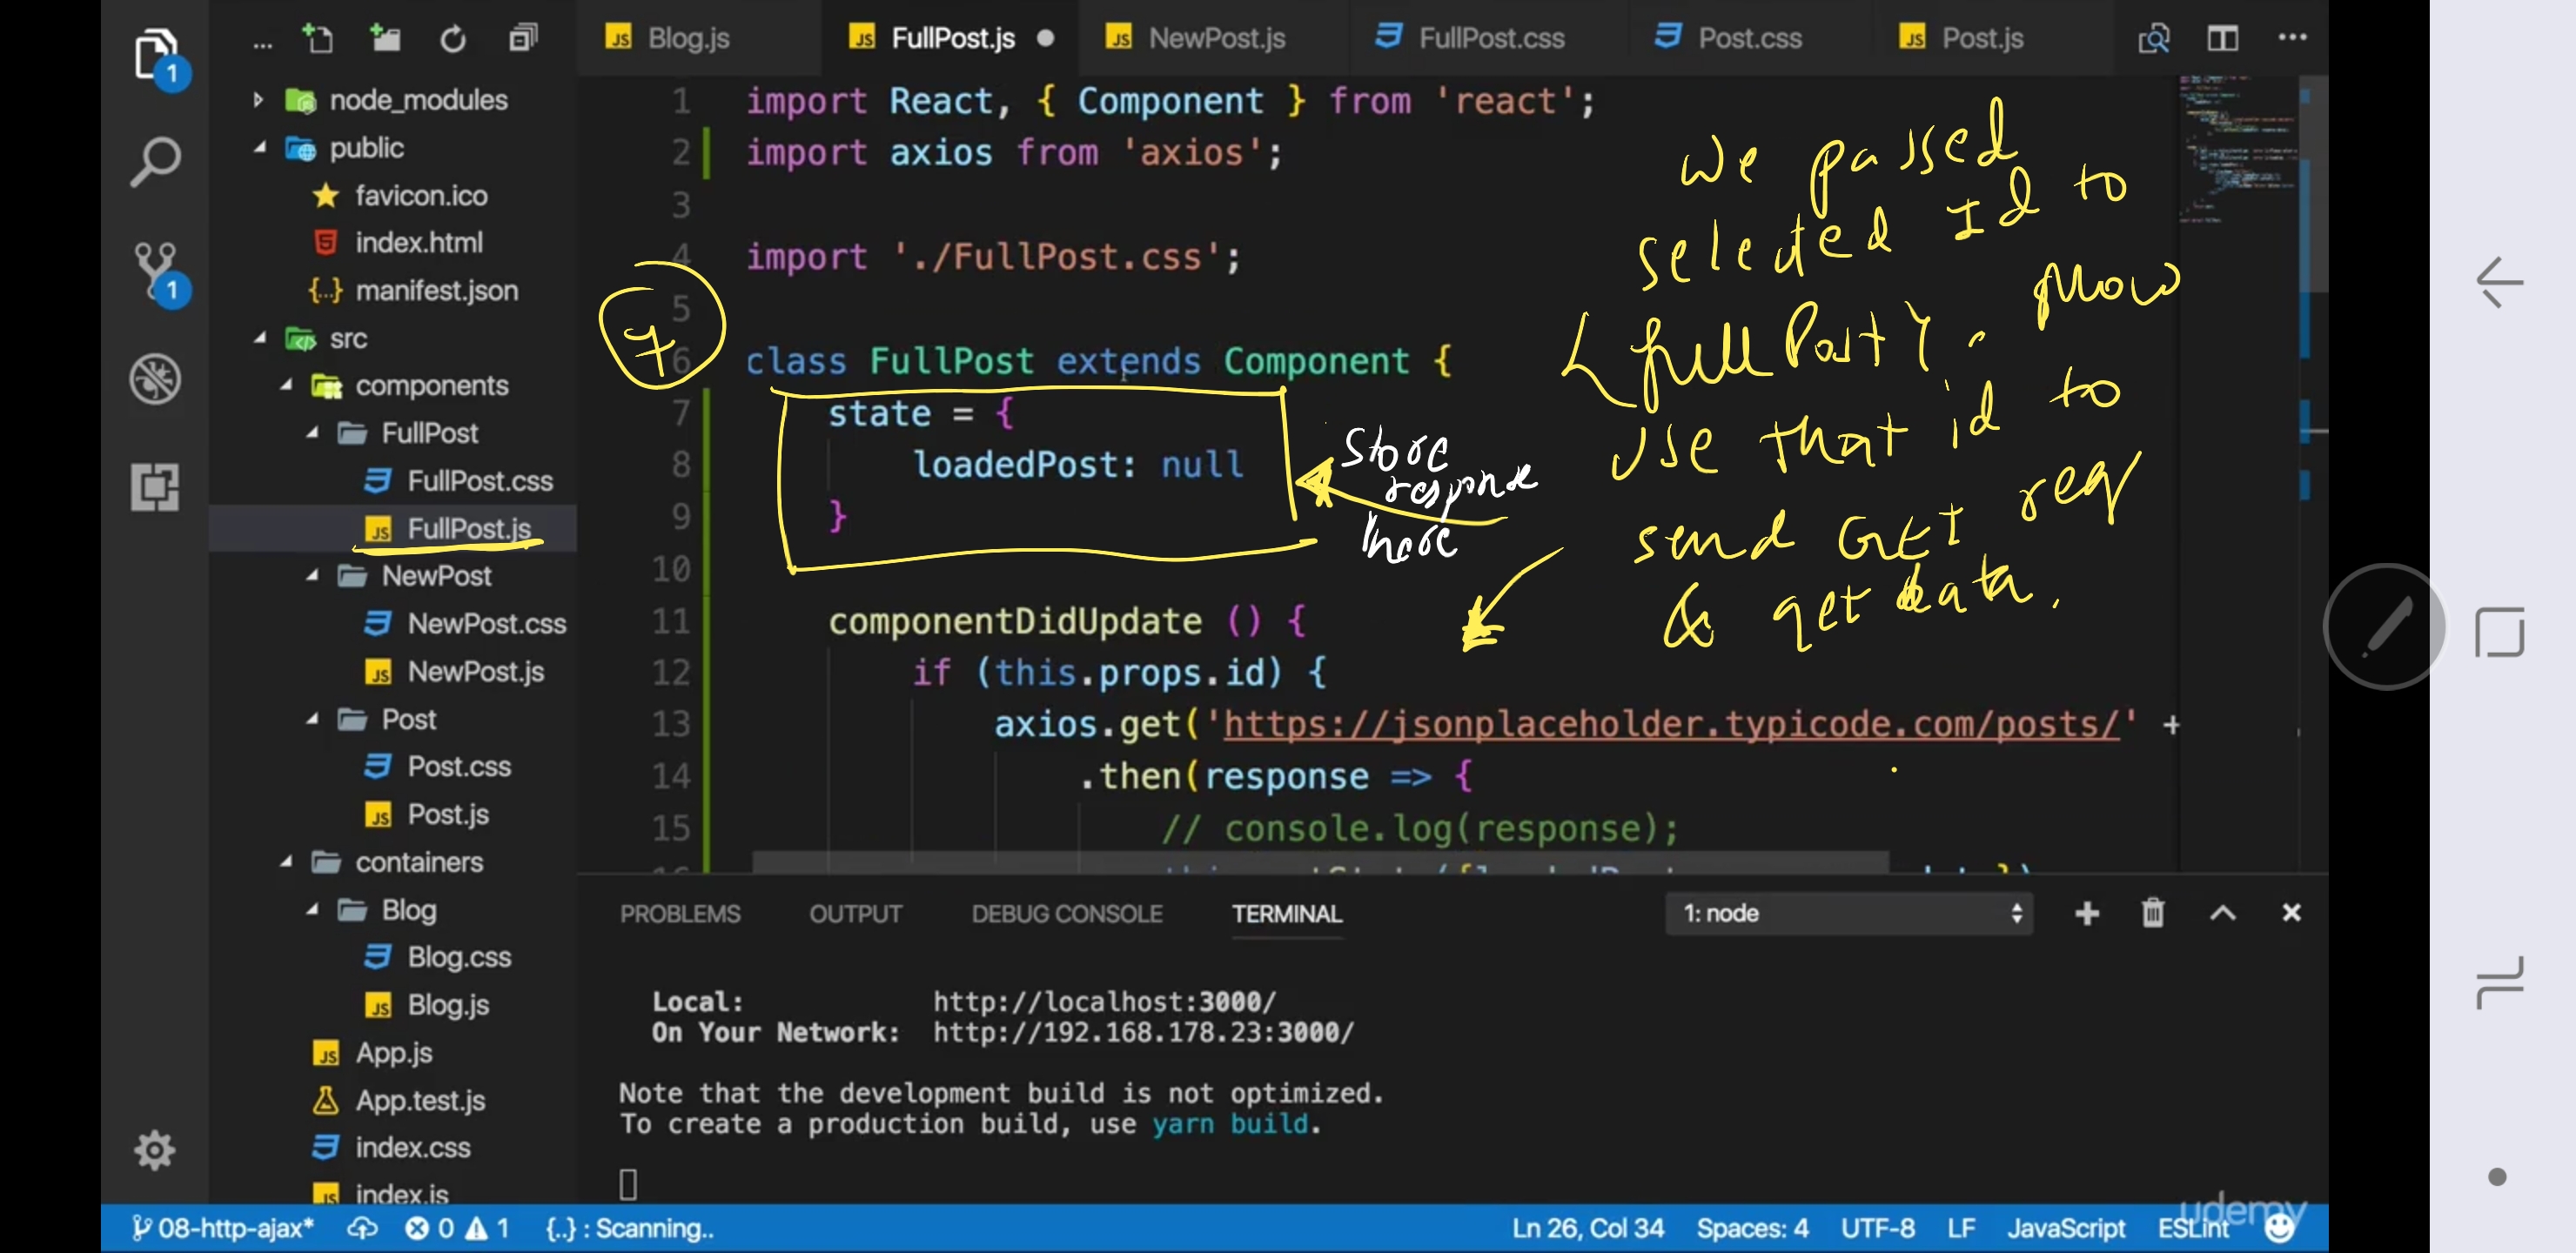 ... Blog.js FullPost.js NewPost.js FullPost.css Post.css Post.js ...
node_modules
public
favicon.ico
index.html
manifest.json
src
components
FullPost
FullPost.css
FullPost.js
NewPost
NewPost.css
NewPost.js
Post
Post.css
Post.js
containers
Blog
Blog.css
Blog.js
App.js
App.test.js
index.css
index.js
1
1
1 import React, { Component } from 'react';
2 import axios from 'axios';
3
4 import './FullPost.css';
5
6 class FullPost extends Component {
7 state = {
8 loadedPost: null
9 }
10
11 componentDidUpdate () {
12 if (this.props.id) {
13 axios.get('https://jsonplaceholder.typicode.com/posts/' +
14 .then(response => {
15 // console.log(response);
16
7
We passed
selected Id to
{fullPost}. Now
use that id to
send GET req
& get data.
Store
response
here
PROBLEMS OUTPUT DEBUG CONSOLE TERMINAL 1: node
Local: http://localhost:3000/
On Your Network: http://192.168.178.23:3000/
Note that the development build is not optimized.
To create a production build, use yarn build.
08-http-ajax* 0 1 {..} : Scanning.. Ln 26, Col 34 Spaces: 4 UTF-8 LF JavaScript ESLint
udemy